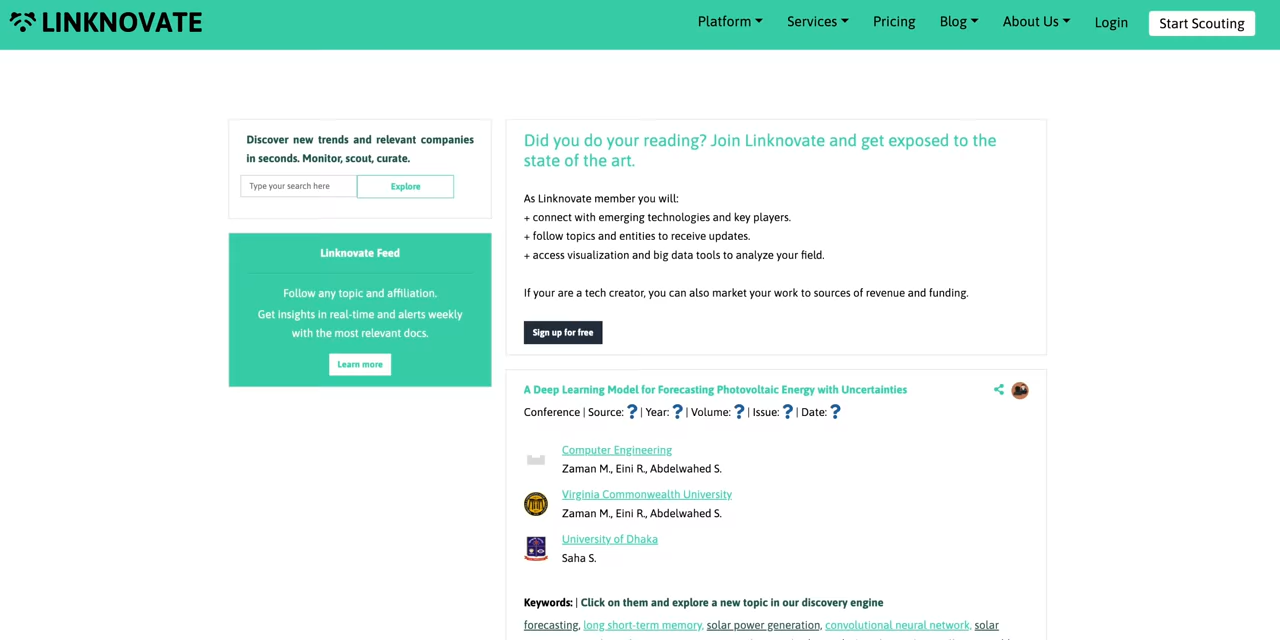 LINKNOVATE
Platform Services Pricing Blog About Us Login Start Scouting
Discover new trends and relevant companies
in seconds. Monitor, scout, curate.
Type your search here Explore
Linknovate Feed
Follow any topic and affiliation.
Get insights in real-time and alerts weekly
with the most relevant docs.
Learn more
Did you do your reading? Join Linknovate and get exposed to the
state of the art.
As Linknovate member you will:
+ connect with emerging technologies and key players.
+ follow topics and entities to receive updates.
+ access visualization and big data tools to analyze your field.
If your are a tech creator, you can also market your work to sources of revenue and funding.
Sign up for free
A Deep Learning Model for Forecasting Photovoltaic Energy with Uncertainties
Conference | Source: ? | Year: ? | Volume: ? | Issue: ? | Date: ?
Computer Engineering
Zaman M., Eini R., Abdelwahed S.
Virginia Commonwealth University
Zaman M., Eini R., Abdelwahed S.
University of Dhaka
Saha S.
Keywords: | Click on them and explore a new topic in our discovery engine
forecasting, long short-term memory, solar power generation, convolutional neural network, solar